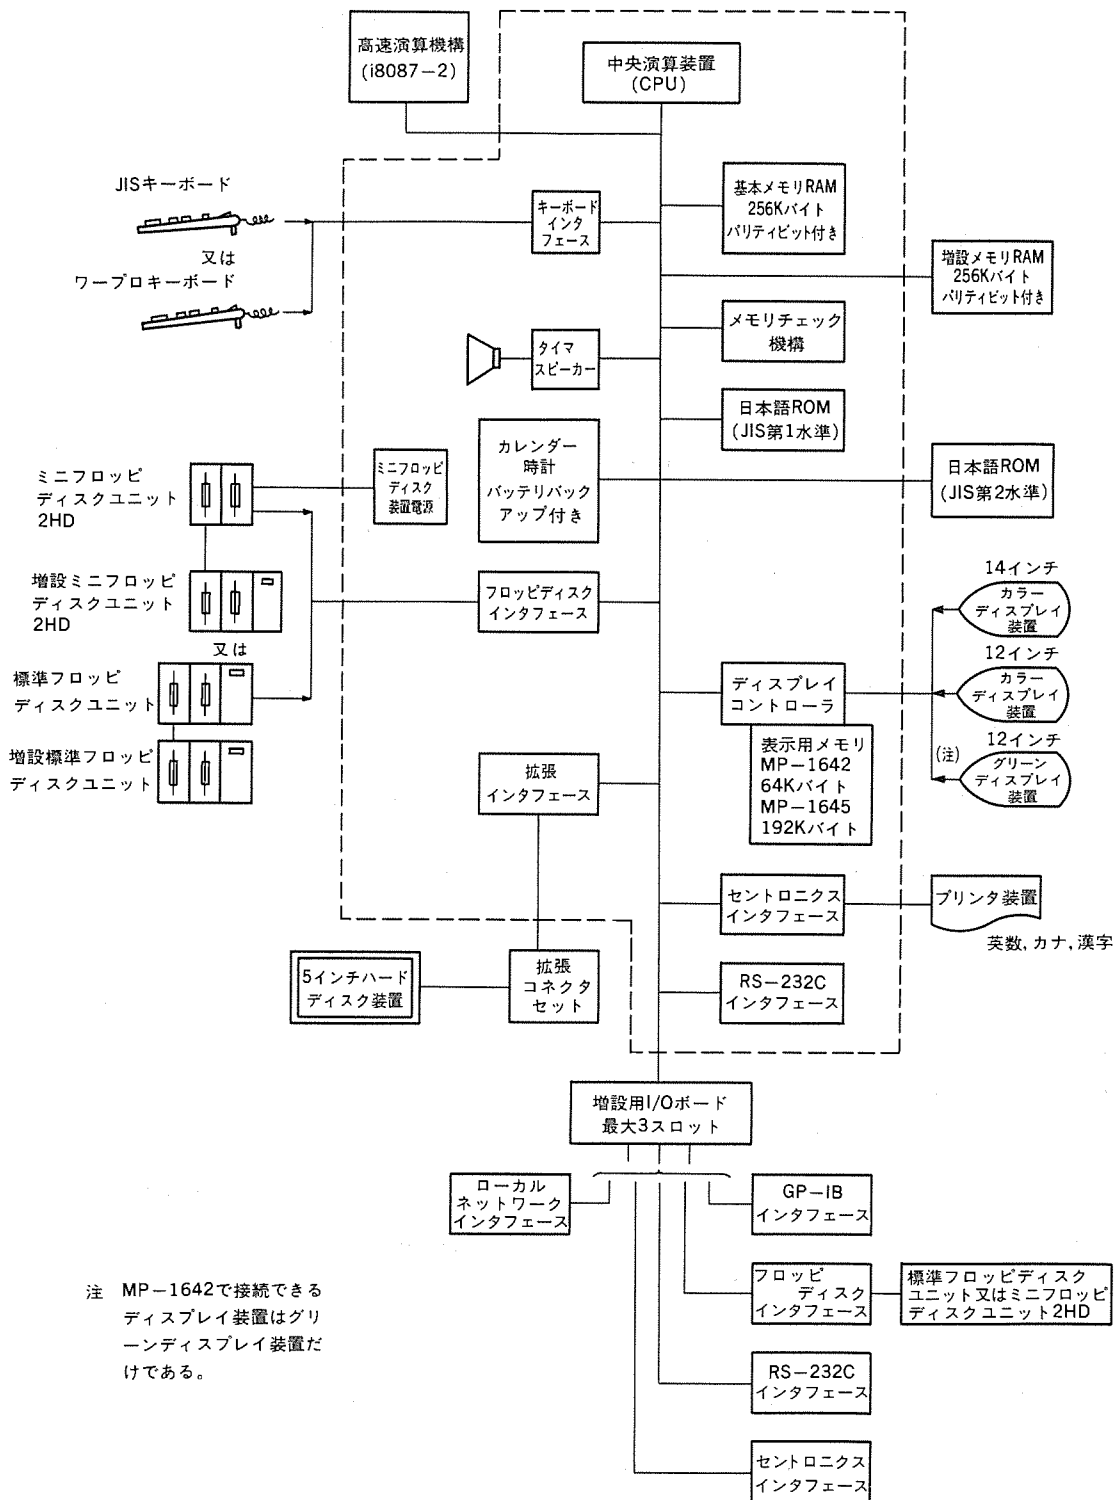 高速演算機構
(i8087-2)
中央演算装置
(CPU)
JISキーボード
又は
ワープロキーボード
キーボード
インタ
フェース
基本メモリRAM
256Kバイト
パリティビット付き
増設メモリRAM
256Kバイト
パリティビット付き
メモリチェック
機構
タイマ
スピーカー
日本語ROM
(JIS第1水準)
カレンダー
時計
バッテリバック
アップ付き
日本語ROM
(JIS第2水準)
ミニフロッピ
ディスクユニット
2HD
ミニフロッピ
ディスク
装置電源
増設ミニフロッピ
ディスクユニット
2HD
又は
フロッピディスク
インタフェース
標準フロッピ
ディスクユニット
増設標準フロッピ
ディスクユニット
14インチ
カラー
ディスプレイ
装置
12インチ
カラー
ディスプレイ
装置
12インチ
(注)
グリーン
ディスプレイ
装置
ディスプレイ
コントローラ
表示用メモリ
MP-1642
64Kバイト
MP-1645
192Kバイト
拡張
インタフェース
セントロニクス
インタフェース
プリンタ装置
英数,カナ,漢字
5インチハード
ディスク装置
拡張
コネクタ
セット
RS-232C
インタフェース
増設用I/Oボード
最大3スロット
ローカル
ネットワーク
インタフェース
GP-IB
インタフェース
フロッピ
ディスク
インタフェース
標準フロッピディスク
ユニット又はミニフロッピ
ディスクユニット2HD
RS-232C
インタフェース
セントロニクス
インタフェース
注 MP-1642で接続できる
ディスプレイ装置はグリ
ーンディスプレイ装置だ
けである。